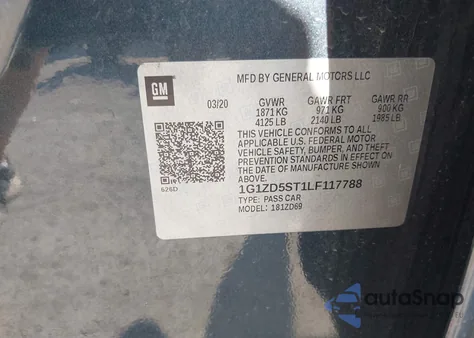 MFD BY GENERAL MOTORS LLC
GM
03/20 GVWR GAWR FRT GAWR RR
1871 KG 971 KG 900 KG
4125 LB 2140 LB 1985 LB
THIS VEHICLE CONFORMS TO ALL
APPLICABLE U.S. FEDERAL MOTOR VEHICLE
SAFETY, BUMPER, AND THEFT
PREVENTION STANDARDS IN EFFECT ON
THE DATE OF MANUFACTURE SHOWN
ABOVE.
626D
1G1ZD5ST1LF117788
TYPE: PASS CAR
MODEL: 181ZD69
autoSnap